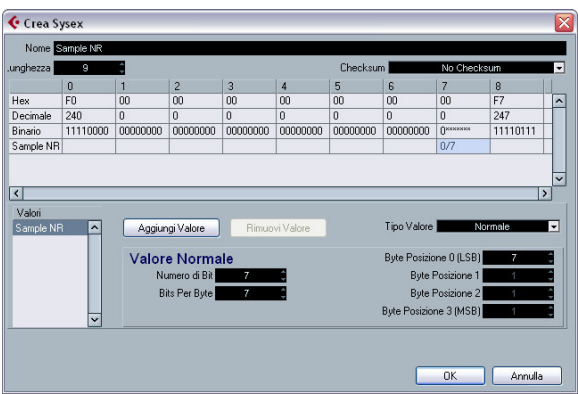 Crea Sysex
Nome Sample NR
.unghezza 9 Checksum No Checksum
0 1 2 3 4 5 6 7 8
Hex F0 00 00 00 00 00 00 00 F7
Decimale 240 0 0 0 0 0 0 0 247
Binario 11110000 00000000 00000000 00000000 00000000 00000000 00000000 0******* 11110111
Sample NR 0/7
Valori
Sample NR
Aggiungi Valore Rimuovi Valore Tipo Valore Normale
Valore Normale Byte Posizione 0 (LSB) 7
Numero di Bit 7 Byte Posizione 1 1
Bits Per Byte 7 Byte Posizione 2 1
Byte Posizione 3 (MSB) 1
OK Annulla